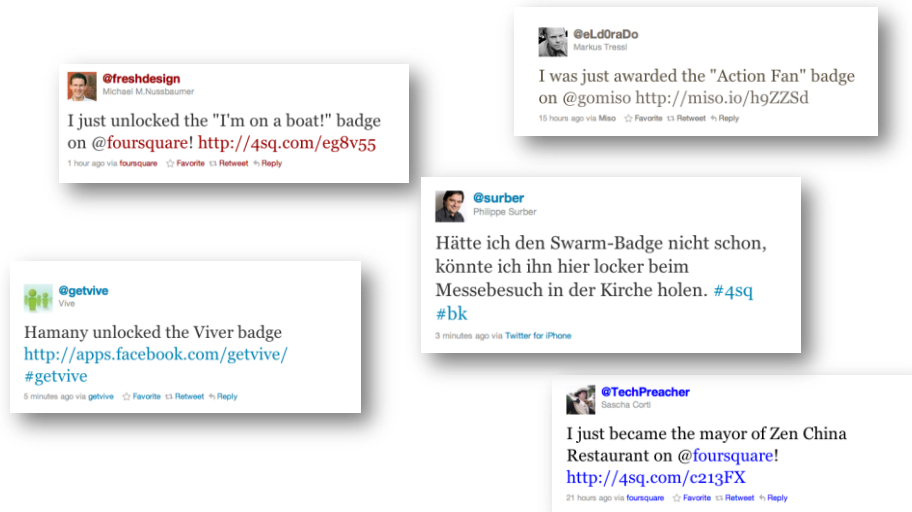 @eLd0raDo
Markus Tressl
I was just awarded the "Action Fan" badge
on @gomiso http://miso.io/h9ZZSd
15 hours ago via Miso Favorite Retweet Reply
@freshdesign
Michael M.Nussbaumer
I just unlocked the "I'm on a boat!" badge
on @foursquare! http://4sq.com/eg8v55
1 hour ago via foursquare Favorite Retweet Reply
@surber
Philippe Surber
Hätte ich den Swarm-Badge nicht schon,
könnte ich ihn hier locker beim
Messebesuch in der Kirche holen. #4sq
#bk
3 minutes ago via Twitter for iPhone
@getvive
Vive
Hamany unlocked the Viver badge
http://apps.facebook.com/getvive/
#getvive
5 minutes ago via getvive Favorite Retweet Reply
@TechPreacher
Sascha Corti
I just became the mayor of Zen China
Restaurant on @foursquare!
http://4sq.com/c213FX
21 hours ago via foursquare Favorite Retweet Reply